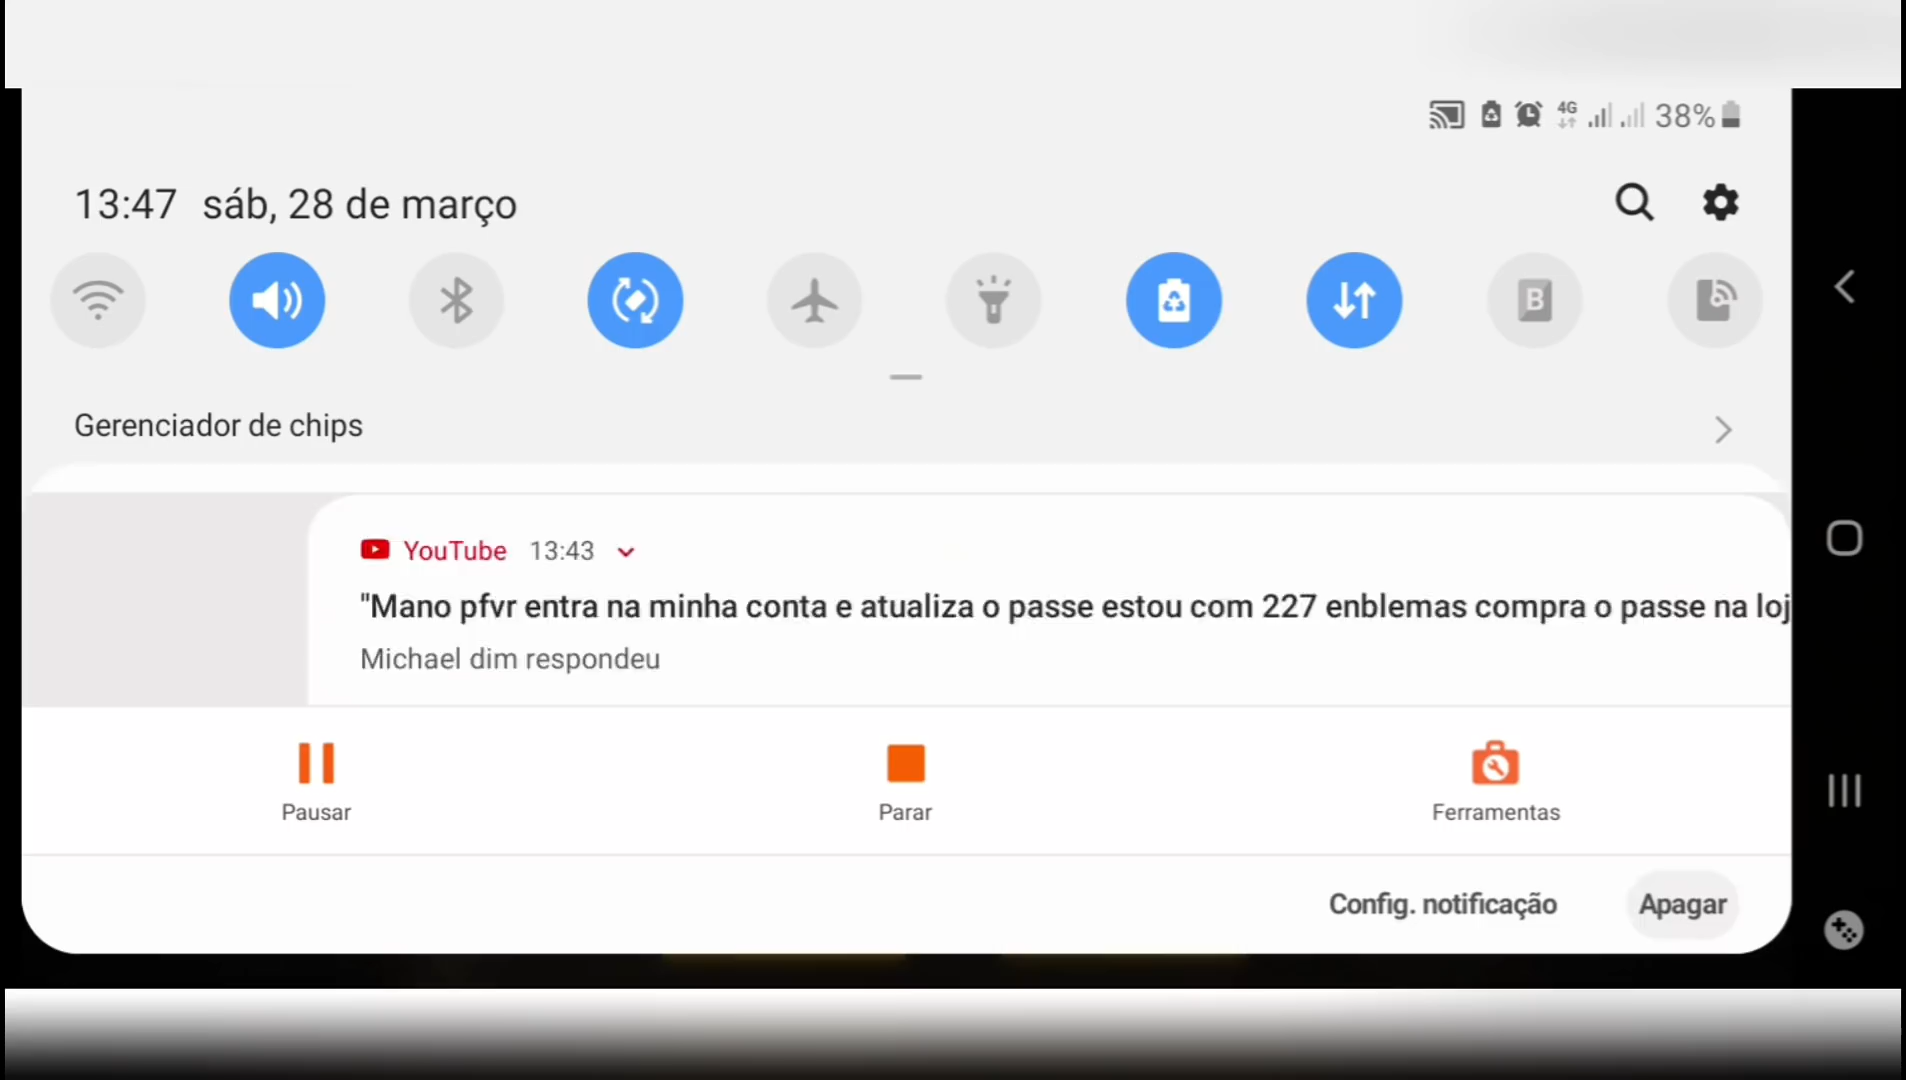 4G 38%
13:47 sáb, 28 de março
B
Gerenciador de chips
YouTube 13:43
"Mano pfvr entra na minha conta e atualiza o passe estou com 227 enblemas compra o passe na loj
Michael dim respondeu
Pausar Parar Ferramentas
Config. notificação Apagar